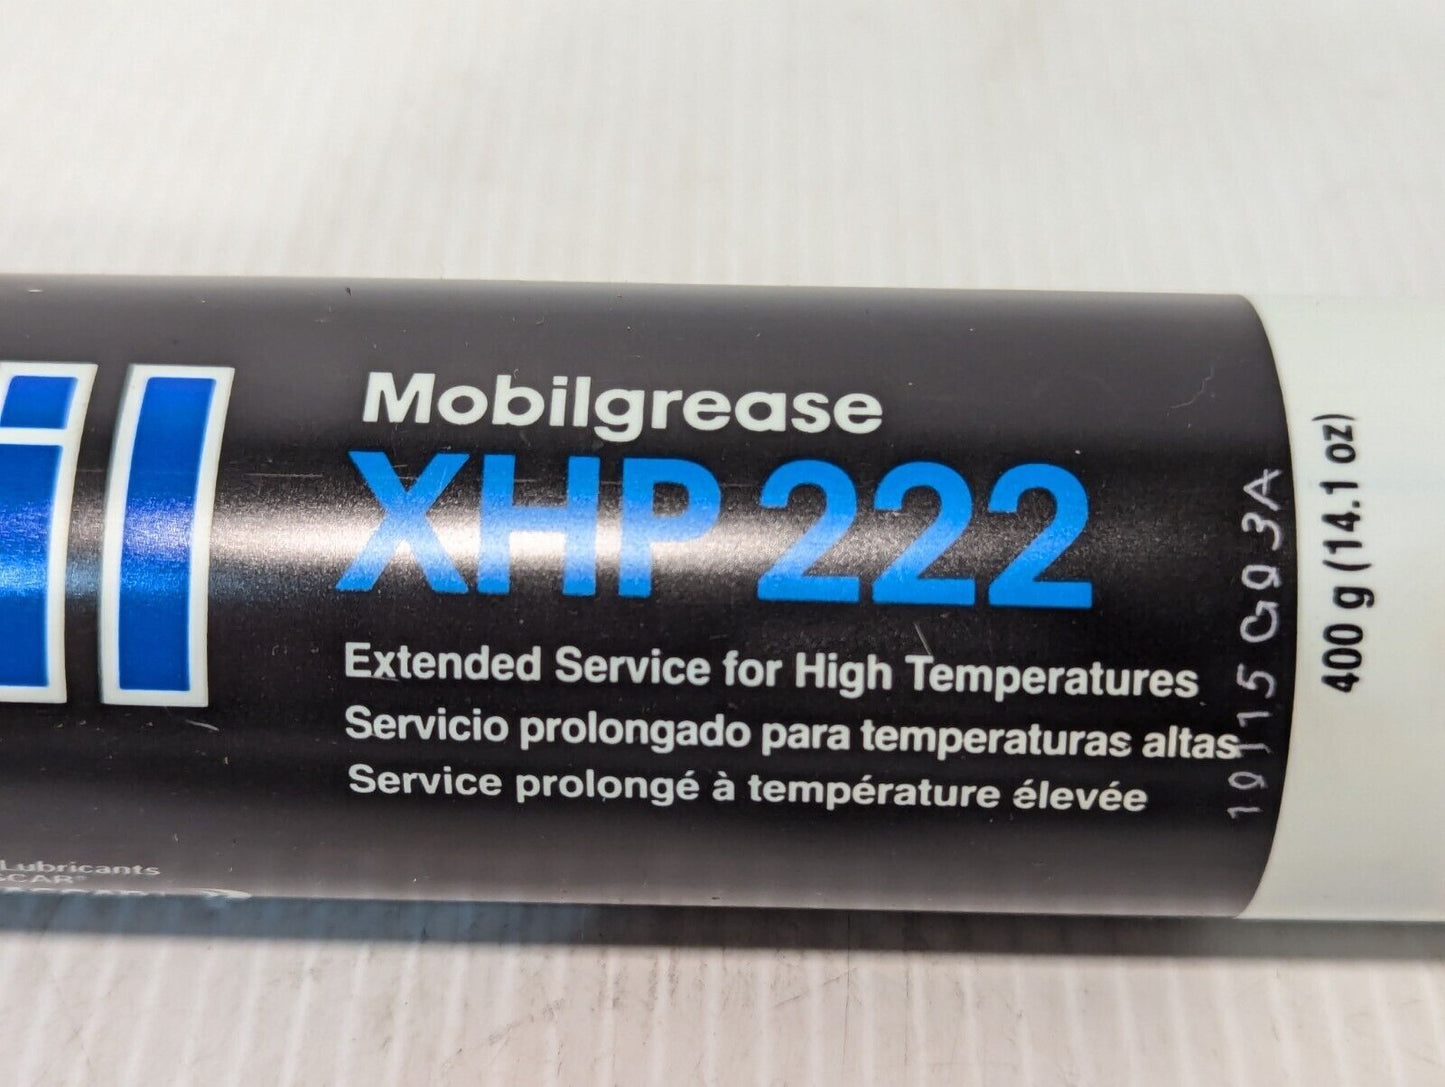 il
Mobilgrease
XHP 222
Extended Service for High Temperatures
Servicio prolongado para temperaturas altas
Service prolongé à température élevée
Lubricants
400 g (14.1 oz)